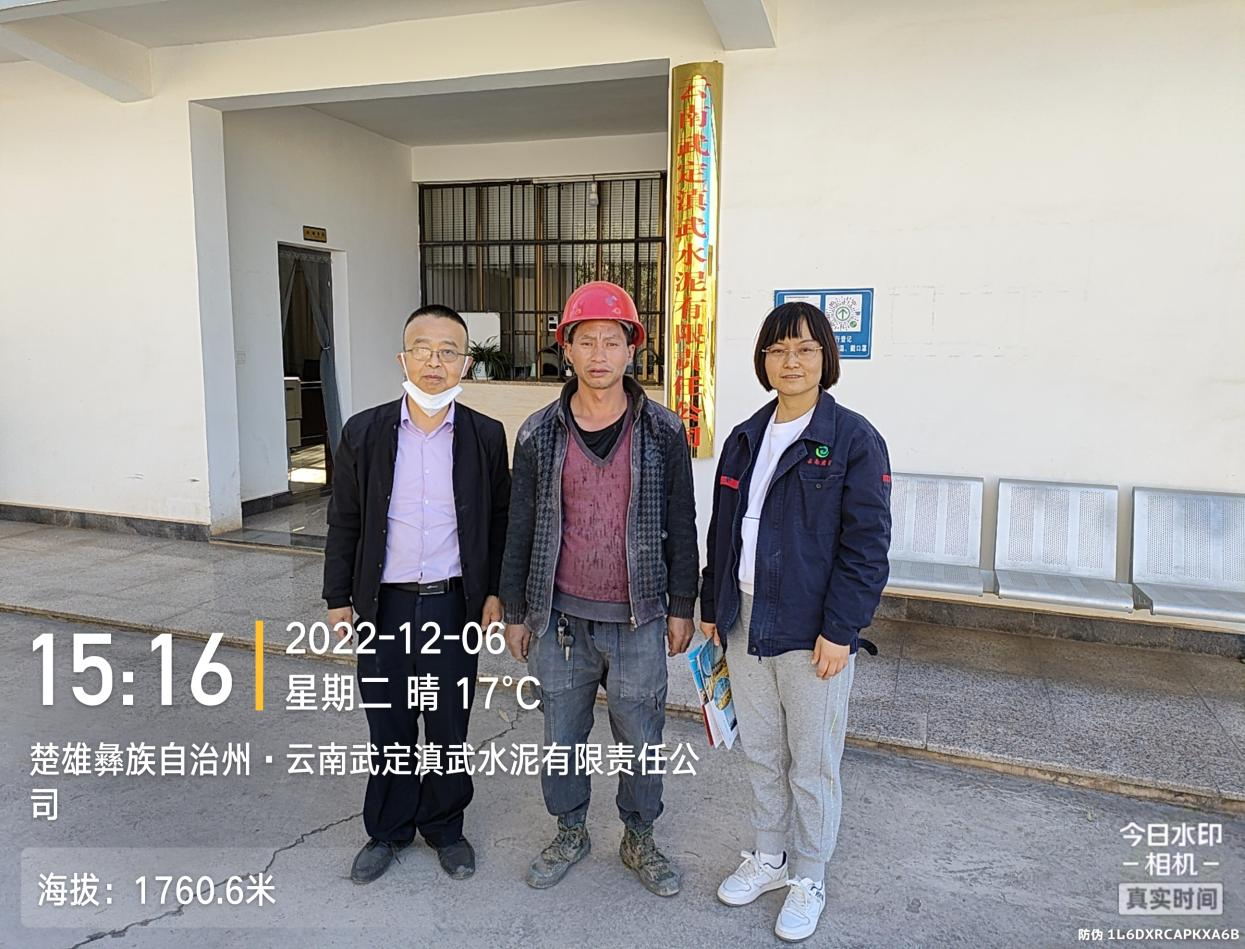 云南武定滇武水泥有限责任公司
15:16
2022-12-06
星期二 晴 17°C
楚雄彝族自治州·云南武定滇武水泥有限责任公
司
海拔：1760.6米
今日水印
-相机-
真实时间
防伪 1L6DXRCAPKXA6B